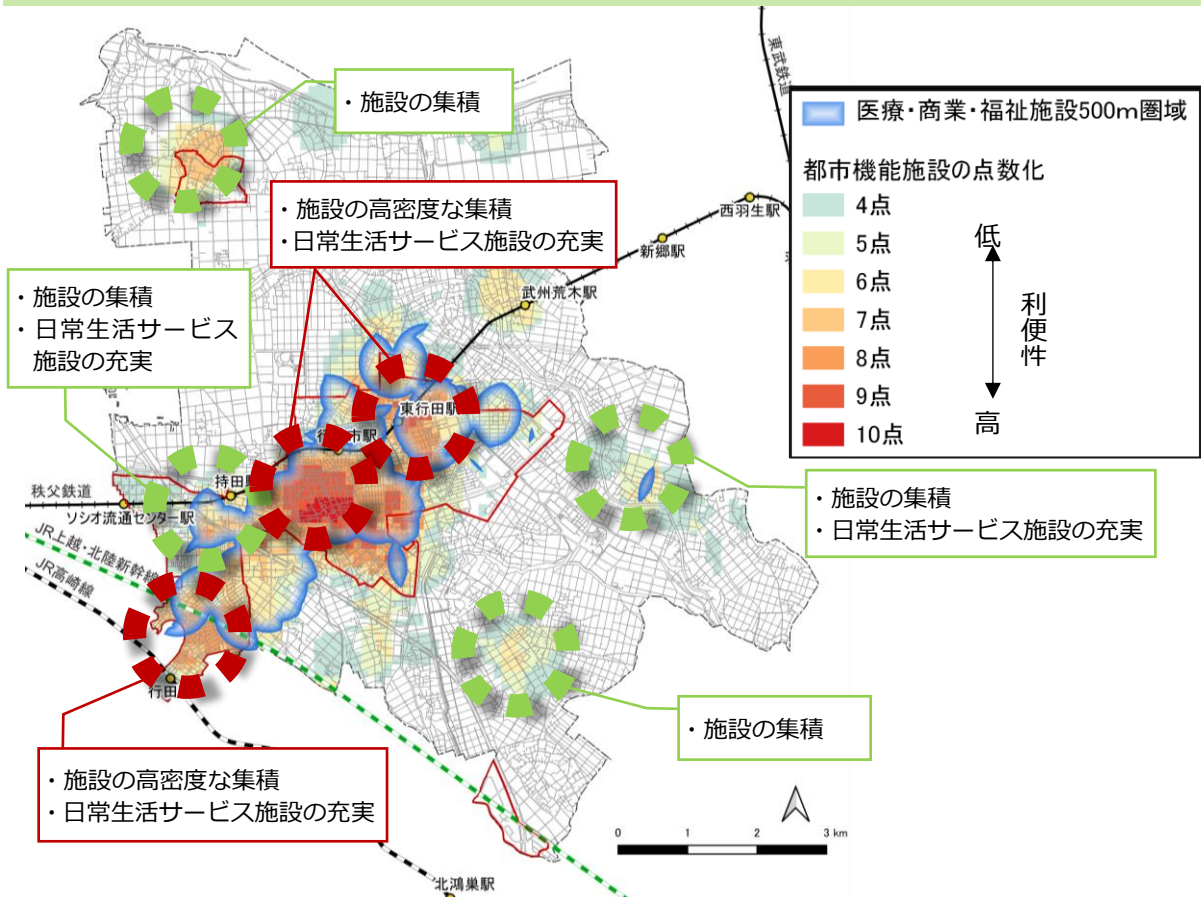 東武鉄道
・施設の集積
医療・商業・福祉施設500m圏域
都市機能施設の点数化
4点
5点
6点
7点
8点
9点
10点
低
利便性
高
西羽生駅
新郷駅
武州荒木駅
・施設の高密度な集積
・日常生活サービス施設の充実
・施設の集積
・日常生活サービス
施設の充実
東行田駅
市駅
持田
秩父鉄道
ソシオ流通センター駅
JR上越・北陸新幹線
JR高崎線
行田
・施設の集積
・日常生活サービス施設の充実
・施設の集積
・施設の高密度な集積
・日常生活サービス施設の充実
0 1 2 3 km
北鴻巣駅